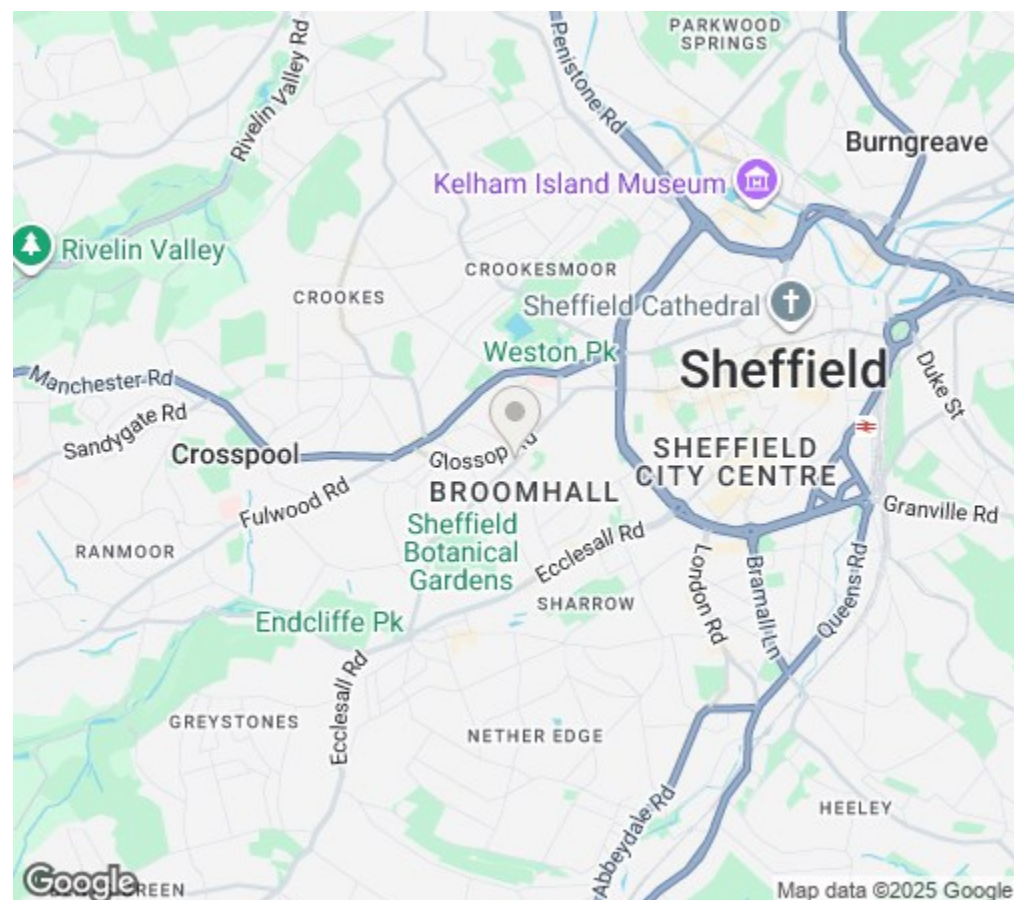 PARKWOOD
SPRINGS
Rivelin Valley Rd
Penistone Rd
Burngreave
Kelham Island Museum
Rivelin Valley
CROOKESMOOR
CROOKES
Sheffield Cathedral
Weston Pk
Sheffield
Manchester Rd
Duke St
Sandygate Rd
Crosspool
Glossop Rd
SHEFFIELD
CITY CENTRE
BROOMHALL
Fulwood Rd
Granville Rd
Sheffield
Botanical
Gardens
Ecclesall Rd
RANMOOR
London Rd
Bramall Ln
Queens Rd
SHARROW
Endcliffe Pk
Ecclesall Rd
GREYSTONES
NETHER EDGE
Abbeydale Rd
HEELEY
Google
GREEN
Map data ©2025 Google